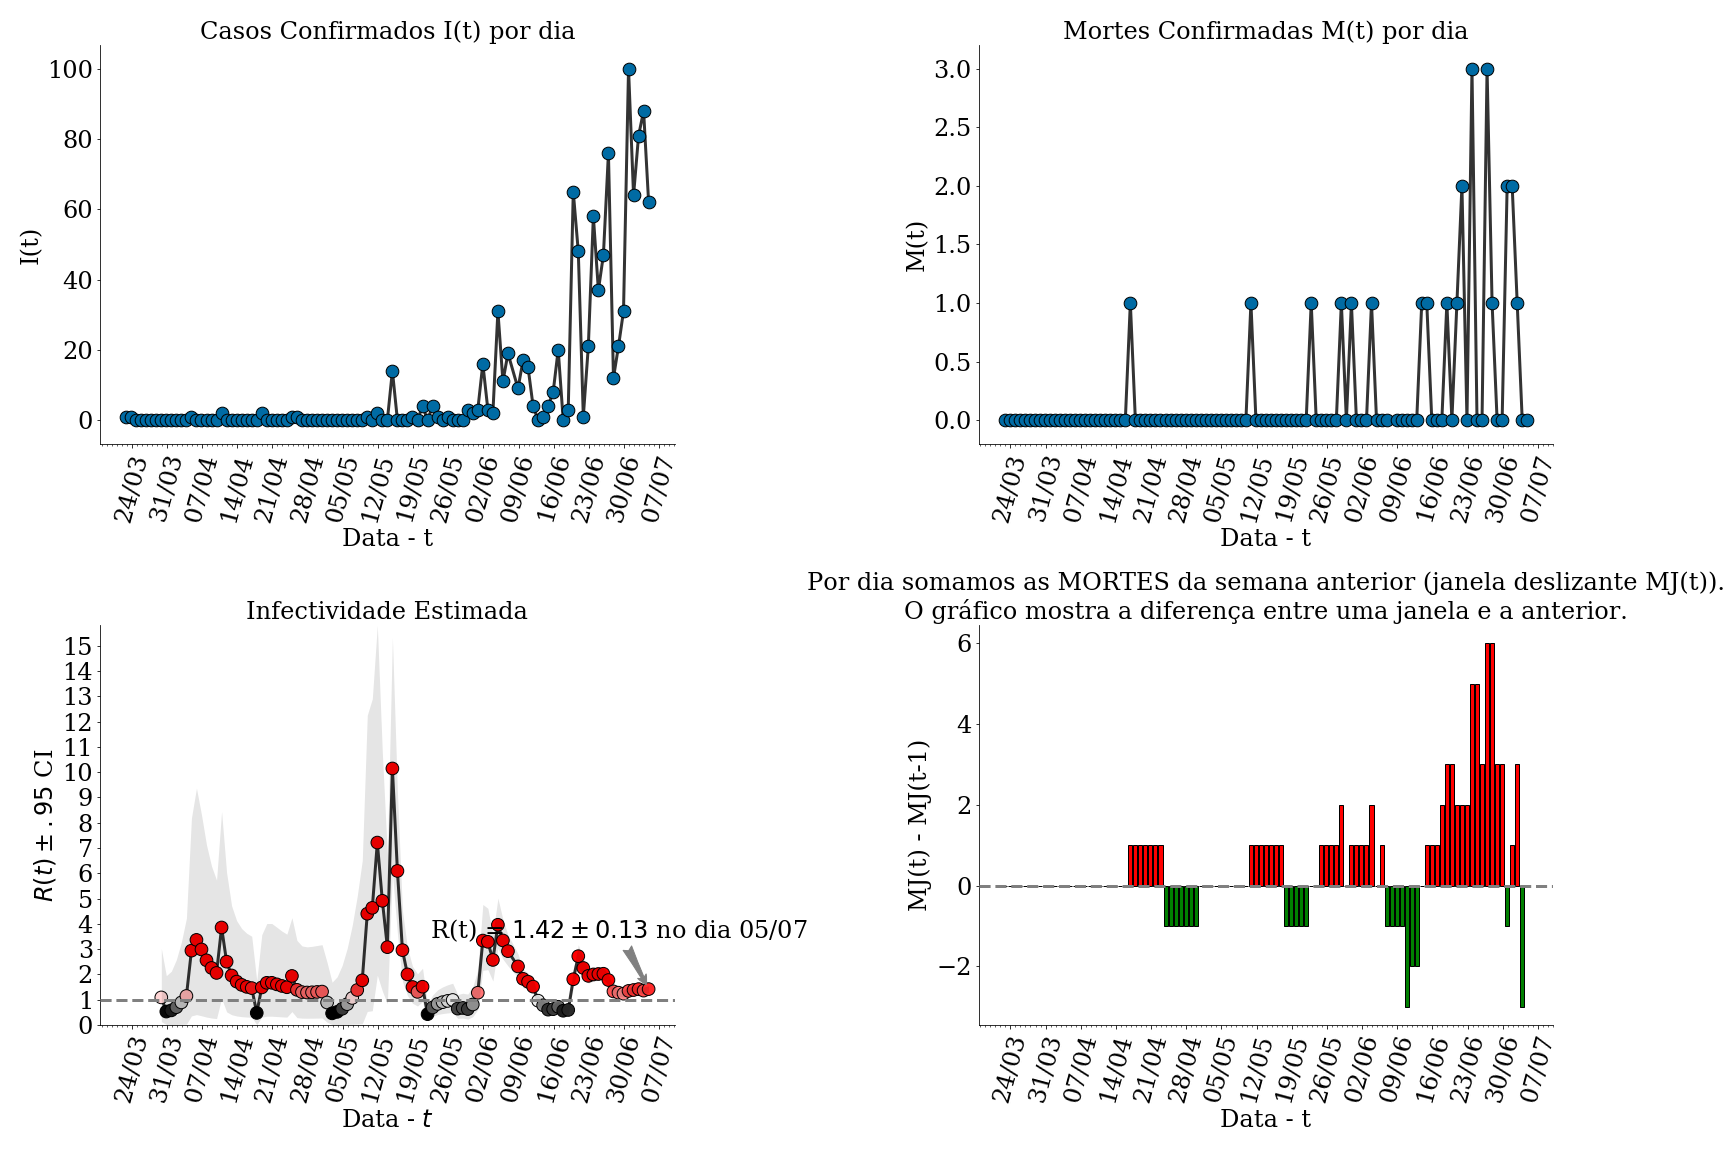 Casos Confirmados I(t) por dia
I(t)
100
80
60
40
20
0
24/03 31/03 07/04 14/04 21/04 28/04 05/05 12/05 19/05 26/05 02/06 09/06 16/06 23/06 30/06 07/07
Data - t
Mortes Confirmadas M(t) por dia
M(t)
3.0
2.5
2.0
1.5
1.0
0.5
0.0
24/03 31/03 07/04 14/04 21/04 28/04 05/05 12/05 19/05 26/05 02/06 09/06 16/06 23/06 30/06 07/07
Data - t
Infectividade Estimada
R(t) ± .95 CI
15
14
13
12
11
10
9
8
7
6
5
4
3
2
1
0
R(t) = 1.42 ± 0.13 no dia 05/07
24/03 31/03 07/04 14/04 21/04 28/04 05/05 12/05 19/05 26/05 02/06 09/06 16/06 23/06 30/06 07/07
Data - t
Por dia somamos as MORTES da semana anterior (janela deslizante MJ(t)).
O gráfico mostra a diferença entre uma janela e a anterior.
MJ(t) - MJ(t-1)
6
4
2
0
−2
24/03 31/03 07/04 14/04 21/04 28/04 05/05 12/05 19/05 26/05 02/06 09/06 16/06 23/06 30/06 07/07
Data - t